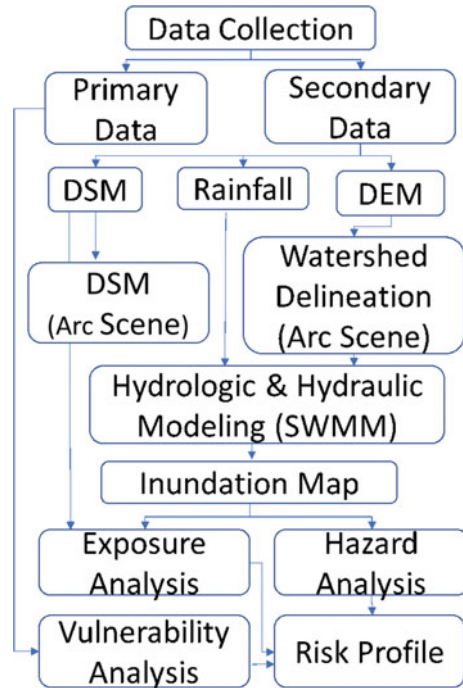 Data Collection
Primary
Data
Secondary
Data
DSM
Rainfall
DEM
DSM
(Arc Scene)
Watershed
Delineation
(Arc Scene)
Hydrologic & Hydraulic
Modeling (SWMM)
Inundation Map
Exposure
Analysis
Hazard
Analysis
Vulnerability
Analysis
Risk Profile